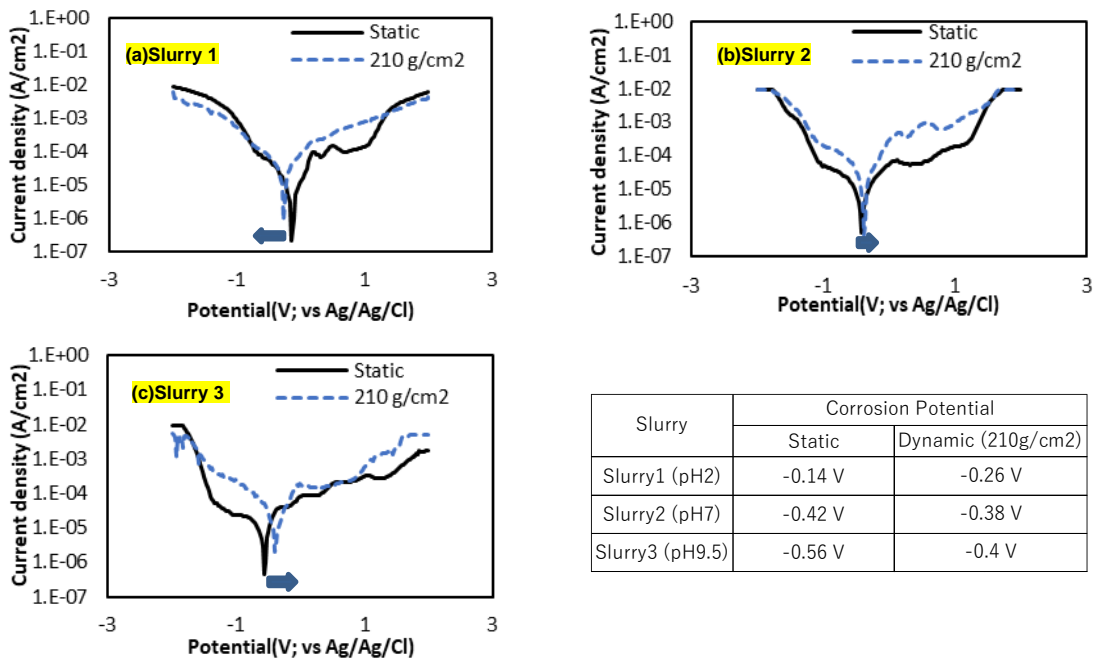 1.E+00
1.E-01
1.E-02
1.E-03
1.E-04
1.E-05
1.E-06
1.E-07
Current density (A/cm2)
(a)Slurry 1
Static
210 g/cm2
-3
-1
1
3
Potential(V; vs Ag/Ag/Cl)
1.E+00
1.E-01
1.E-02
1.E-03
1.E-04
1.E-05
1.E-06
1.E-07
Current density (A/cm2)
Static
210 g/cm2
(b)Slurry 2
-3
-1
1
3
Potential(V; vs Ag/Ag/Cl)
1.E+00
1.E-01
1.E-02
1.E-03
1.E-04
1.E-05
1.E-06
1.E-07
Current density (A/cm2)
(c)Slurry 3
Static
210 g/cm2
-3
-1
1
3
Potential(V; vs Ag/Ag/Cl)
Slurry Corrosion Potential
Static Dynamic (210g/cm2)
Slurry1 (pH2) -0.14 V -0.26 V
Slurry2 (pH7) -0.42 V -0.38 V
Slurry3 (pH9.5) -0.56 V -0.4 V